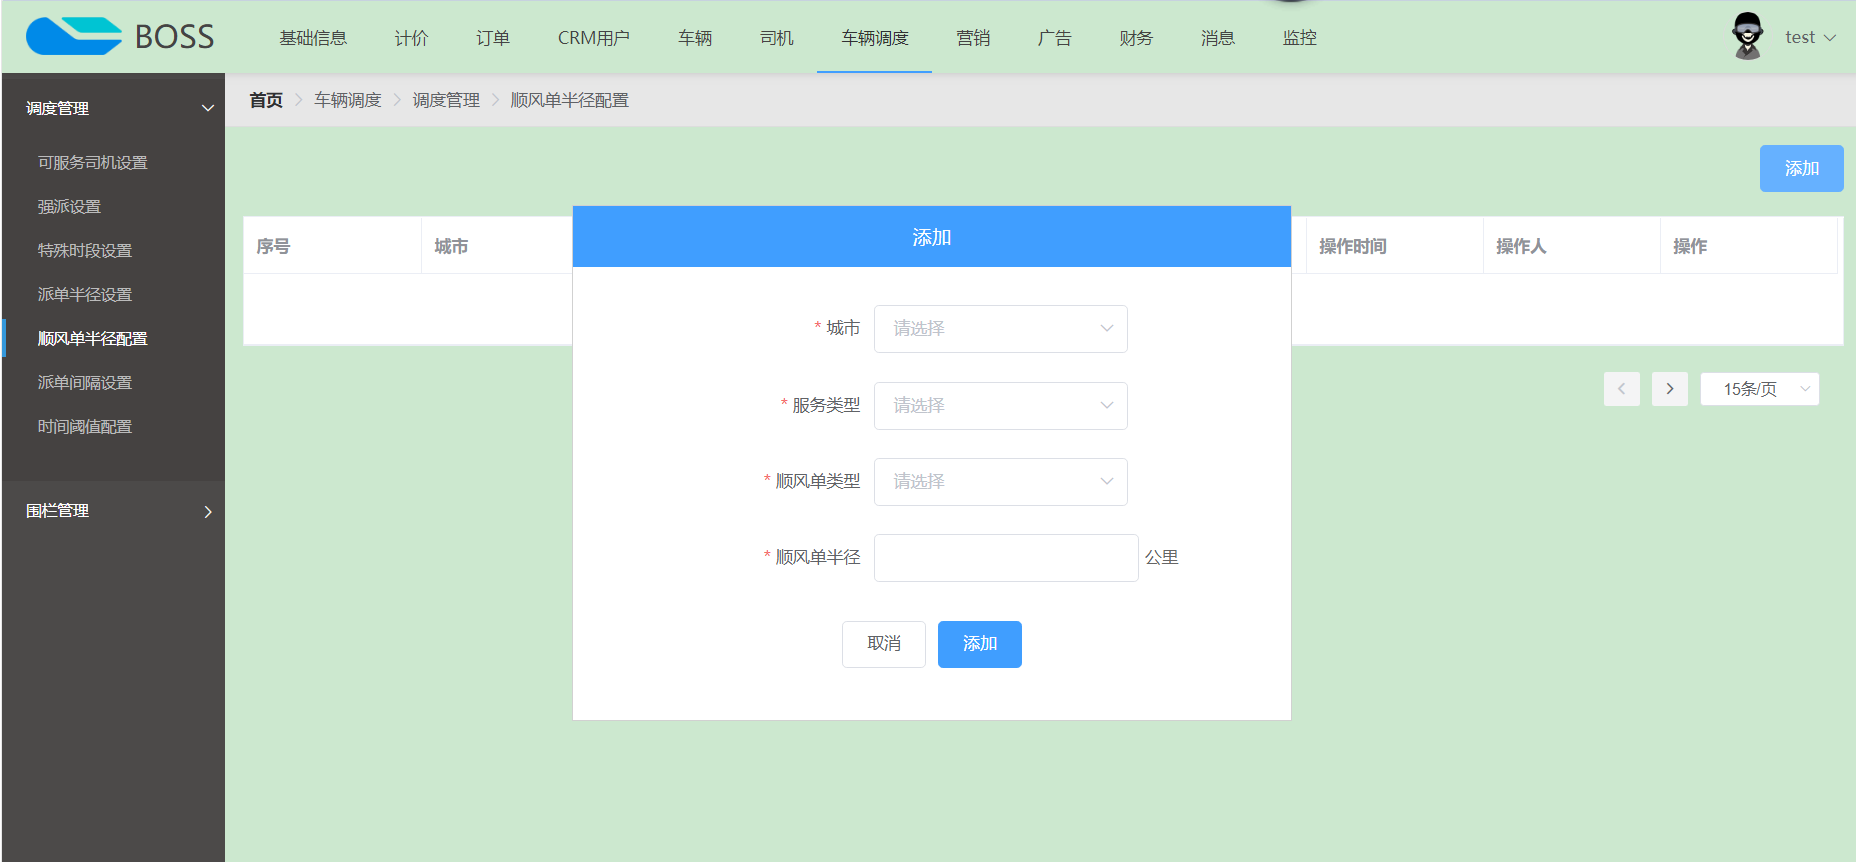 BOSS
基础信息 计价 订单 CRM用户 车辆 司机 车辆调度 营销 广告 财务 消息 监控
test
调度管理
可服务司机设置
强派设置
特殊时段设置
派单半径设置
顺风单半径配置
派单间隔设置
时间阈值配置
围栏管理
首页 车辆调度 调度管理 顺风单半径配置
添加
序号 城市 操作时间 操作人 操作
15条/页
添加
* 城市 请选择
* 服务类型 请选择
* 顺风单类型 请选择
* 顺风单半径 公里
取消 添加